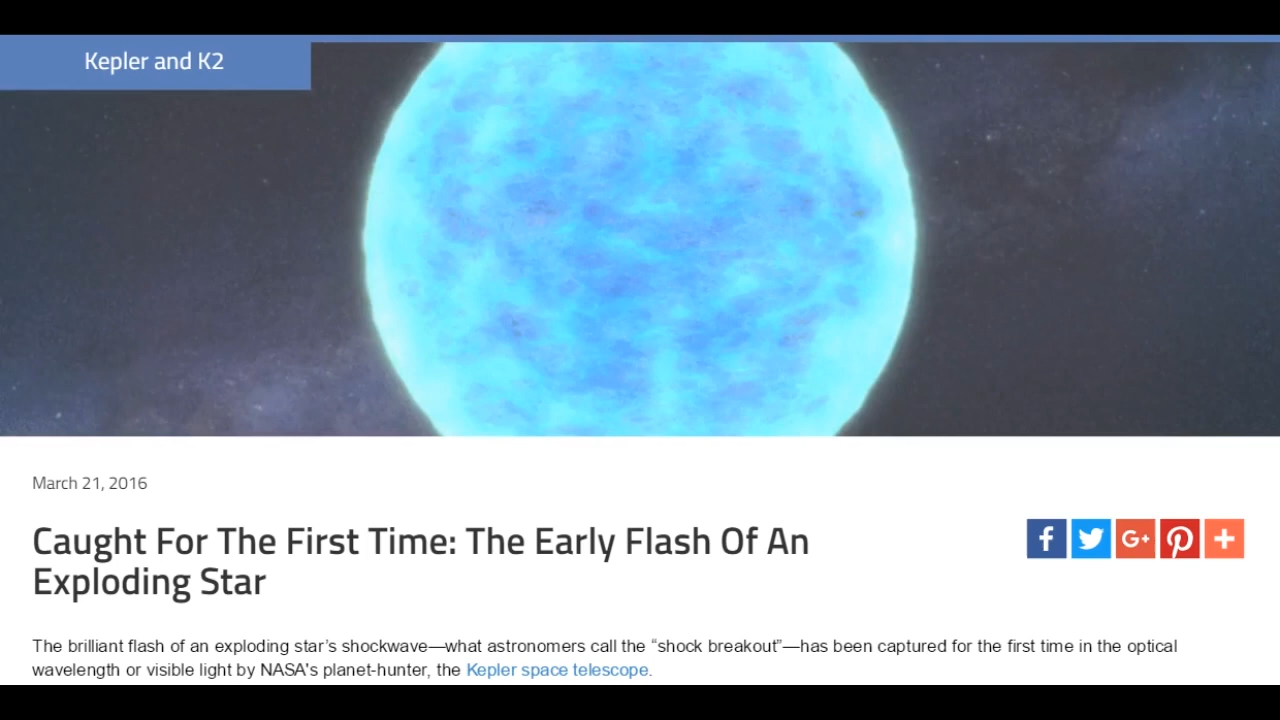 Kepler and K2
March 21, 2016
Caught For The First Time: The Early Flash Of An
Exploding Star
The brilliant flash of an exploding star’s shockwave—what astronomers call the “shock breakout”—has been captured for the first time in the optical
wavelength or visible light by NASA's planet-hunter, the Kepler space telescope.